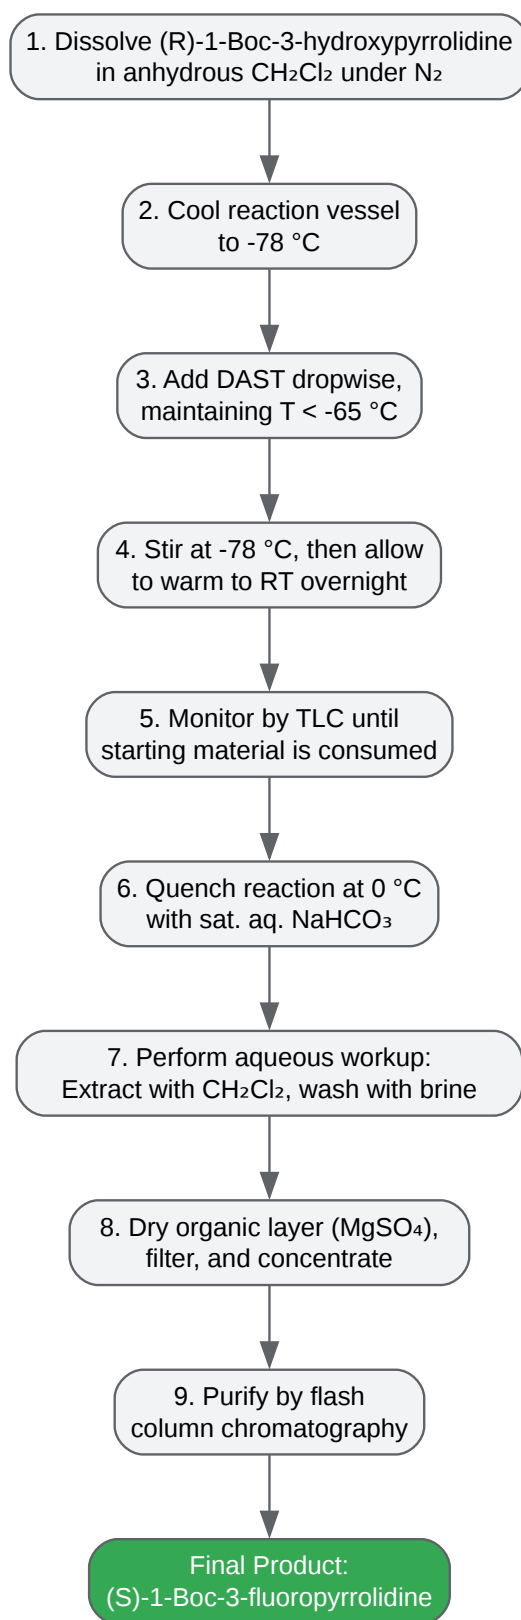 1. Dissolve (R)-1-Boc-3-hydroxypyrrolidine
in anhydrous CH₂Cl₂ under N₂
2. Cool reaction vessel
to -78 °C
3. Add DAST dropwise,
maintaining T < -65 °C
4. Stir at -78 °C, then allow
to warm to RT overnight
5. Monitor by TLC until
starting material is consumed
6. Quench reaction at 0 °C
with sat. aq. NaHCO₃
7. Perform aqueous workup:
Extract with CH₂Cl₂, wash with brine
8. Dry organic layer (MgSO₄),
filter, and concentrate
9. Purify by flash
column chromatography
Final Product:
(S)-1-Boc-3-fluoropyrrolidine